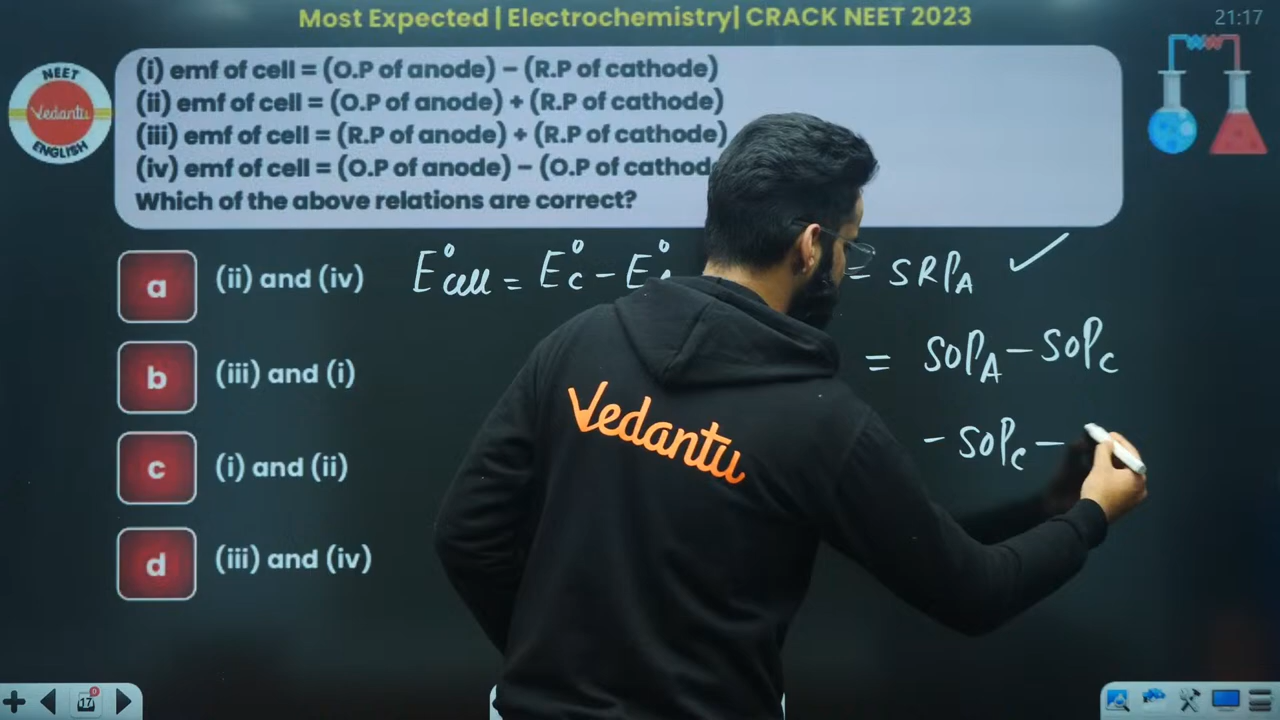 Most Expected | Electrochemistry| CRACK NEET 2023
21:17
NEET
Vedantu
ENGLISH
(i) emf of cell = (O.P of anode) – (R.P of cathode)
(ii) emf of cell = (O.P of anode) + (R.P of cathode)
(iii) emf of cell = (R.P of anode) + (R.P of cathode)
(iv) emf of cell = (O.P of anode) – (O.P of cathod
Which of the above relations are correct?
a (ii) and (iv)
b (iii) and (i)
c (i) and (ii)
d (iii) and (iv)
E°cell = E°C - E°
= SRPA ✓
= SOPA - SOPC
- SOPC -
Vedantu
17